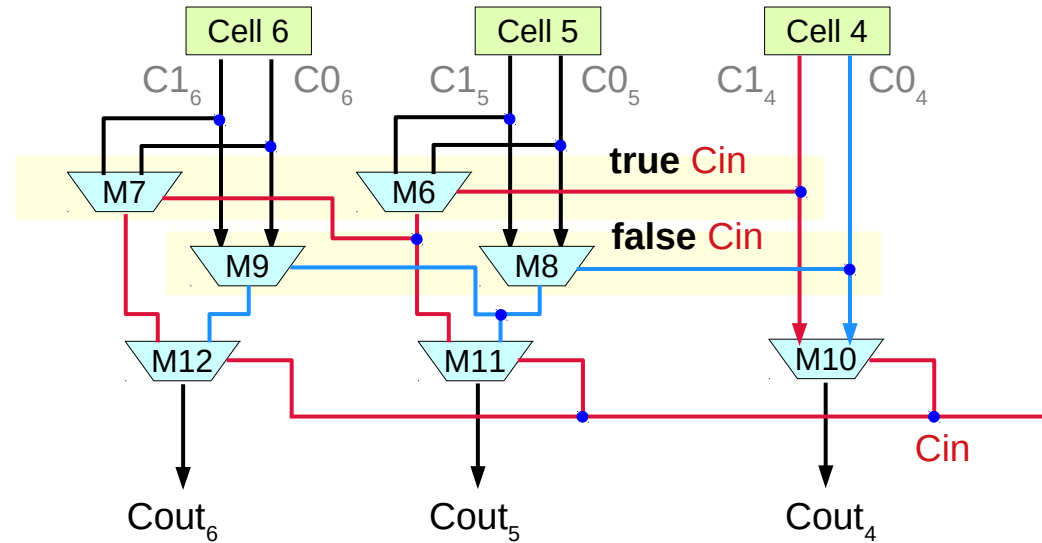 Cell 6 Cell 5 Cell 4
C1₆ C0₆ C1₅ C0₅ C1₄ C0₄
true Cin
M7 M6
false Cin
M9 M8
M12 M11 M10
Cin
Cout₆ Cout₅ Cout₄